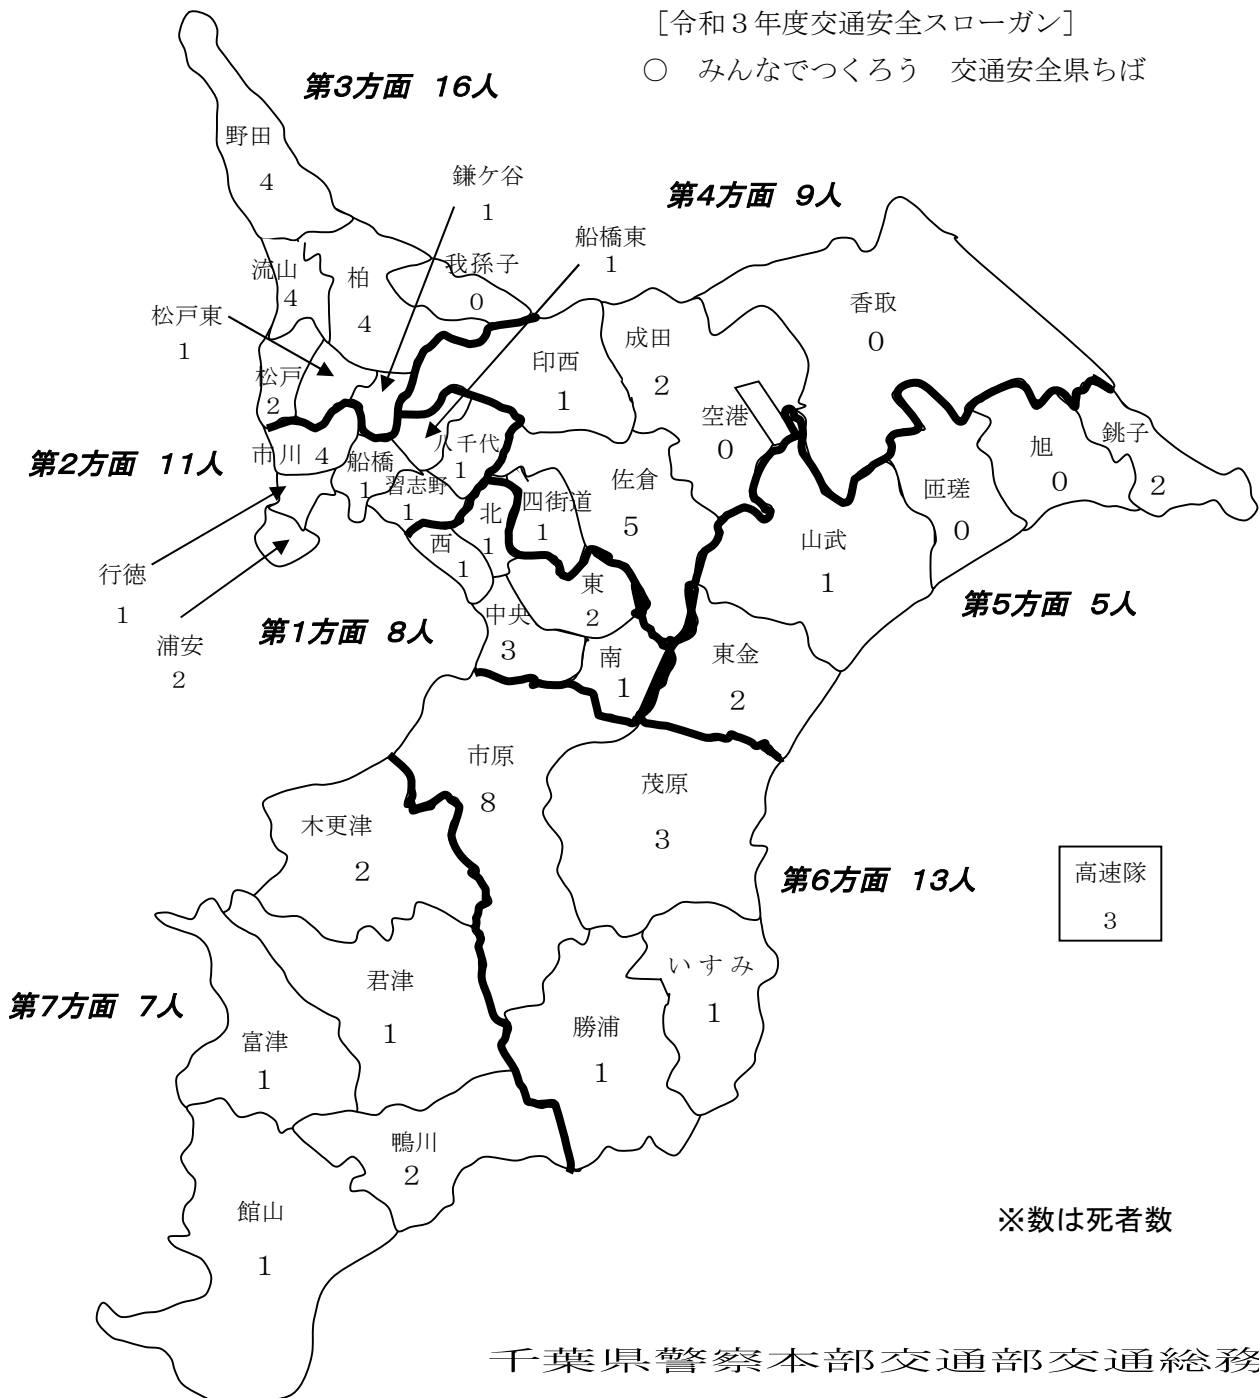 ［令和３年度交通安全スローガン］
○　みんなでつくろう　交通安全県ちば
第3方面 16人
野田
4
鎌ケ谷
1
第4方面 9人
船橋東
1
流山
4
柏
4
我孫子
0
松戸東
1
松戸
2
印西
1
成田
2
香取
0
空港
0
第2方面 11人
市川 4
船橋
1
八千代
1
習志野
1
四街道
1
佐倉
5
旭
0
銚子
2
匝瑳
0
山武
1
北
1
西
1
行徳
1
浦安
2
第1方面 8人
中央
3
東
2
南
1
東金
2
第5方面 5人
市原
8
茂原
3
木更津
2
第6方面 13人
高速隊
3
第7方面 7人
君津
1
富津
1
いすみ
1
勝浦
1
鴨川
2
館山
1
※数は死者数
千葉県警察本部交通部交通総務